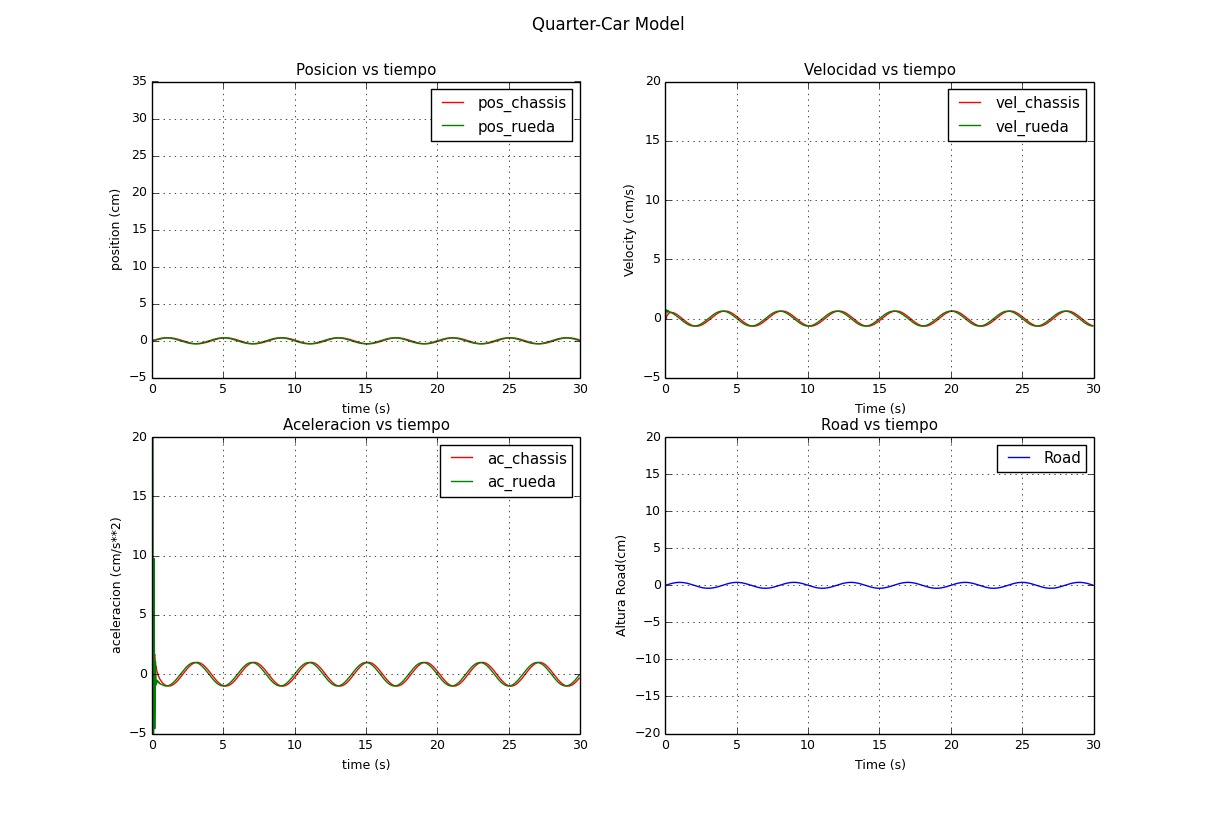 Quarter-Car Model
Posicion vs tiempo
35
30
25
20
15
10
5
0
−5
position (cm)
pos_chassis
pos_rueda
0 5 10 15 20 25 30
time (s)
Velocidad vs tiempo
20
15
10
5
0
−5
Velocity (cm/s)
vel_chassis
vel_rueda
0 5 10 15 20 25 30
Time (s)
Aceleracion vs tiempo
20
15
10
5
0
−5
aceleracion (cm/s**2)
ac_chassis
ac_rueda
0 5 10 15 20 25 30
time (s)
Road vs tiempo
20
15
10
5
0
−5
−10
−15
−20
Altura Road(cm)
Road
0 5 10 15 20 25 30
Time (s)